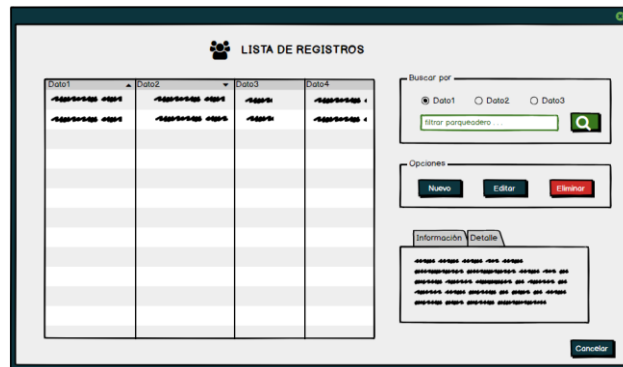 LISTA DE REGISTROS
Dato1 Dato2 Dato3 Dato4
Buscar por
Dato1 Dato2 Dato3
filtrar parqueadero . . .
Opciones
Nuevo Editar Eliminar
Información Detalle
Cancelar